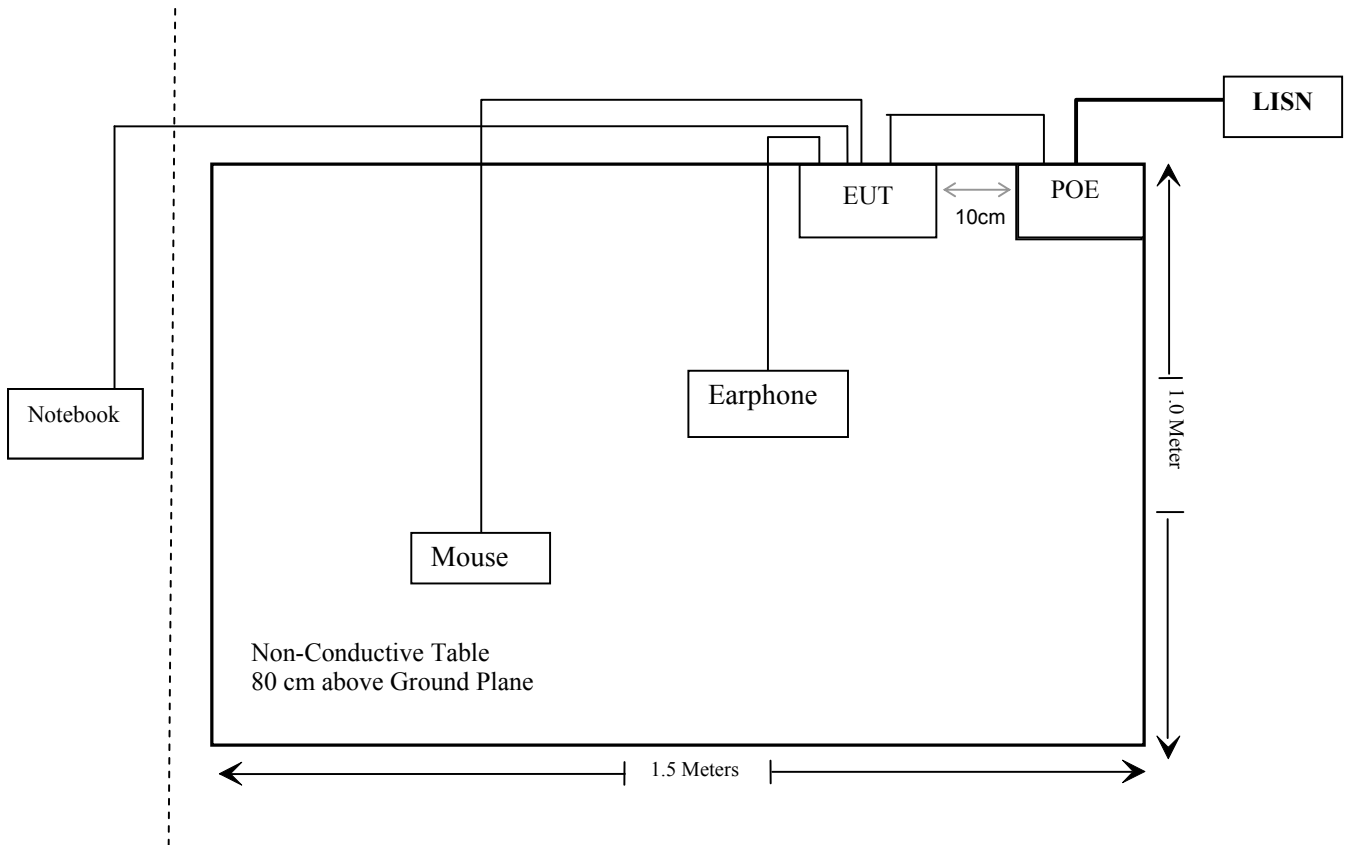 LISN
EUT
POE
10cm
Notebook
Earphone
1.0 Meter
Mouse
Non-Conductive Table
80 cm above Ground Plane
1.5 Meters